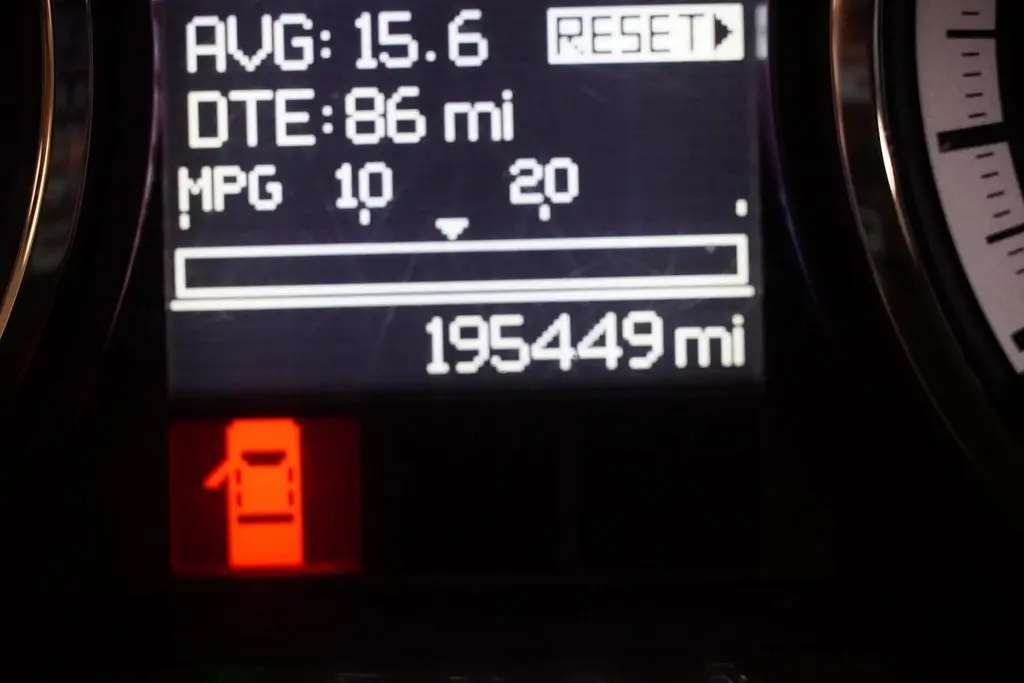 AVG: 15.6 RESET
DTE: 86 mi
MPG 10 20
195449 mi